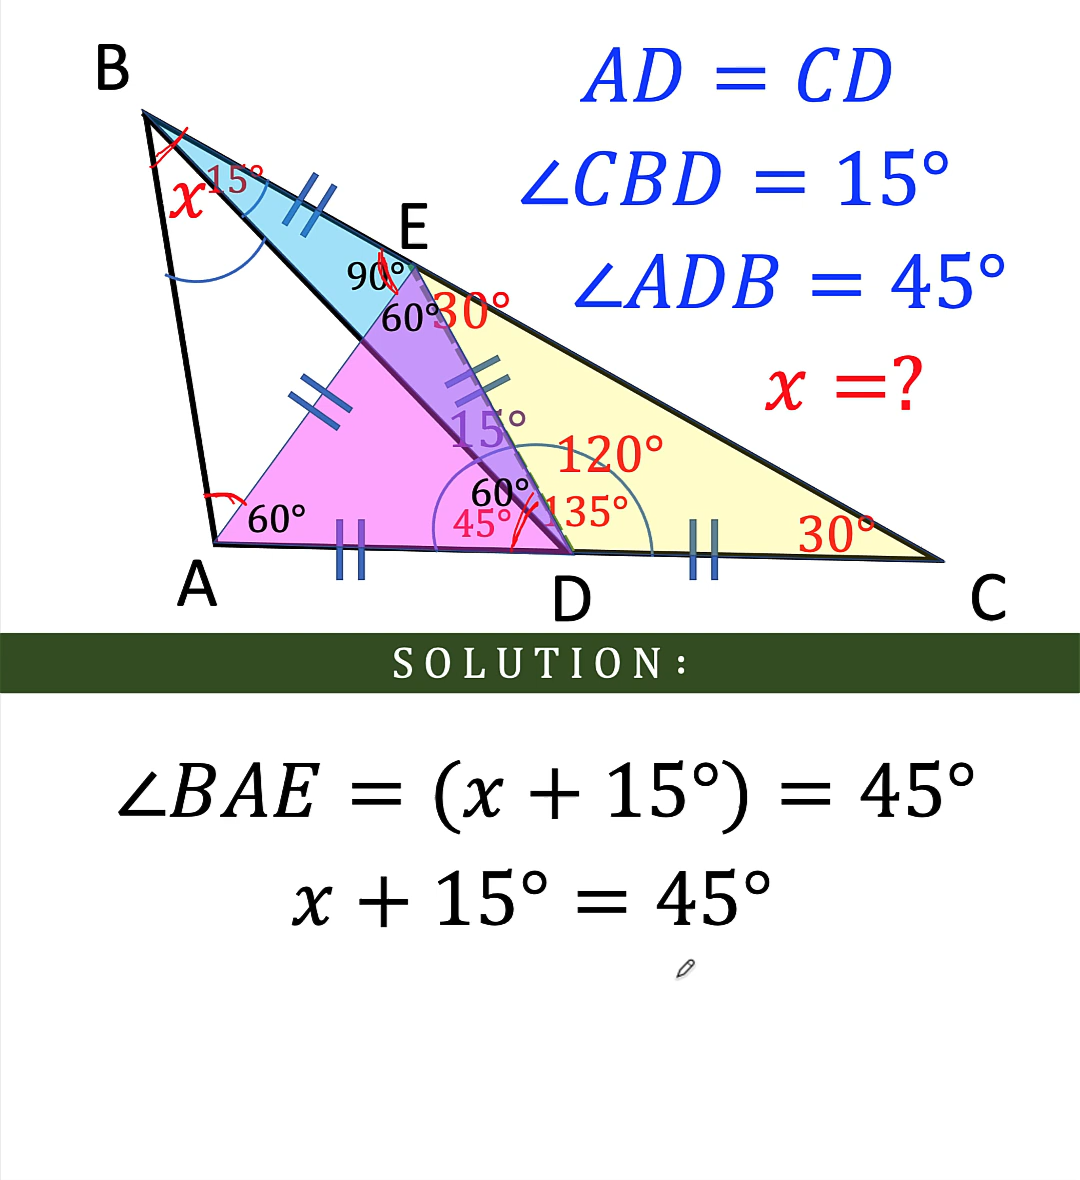 B
AD = CD
x
15°
∠CBD = 15°
E
90°
∠ADB = 45°
60°
30°
x =?
15°
120°
60°
60°
45°
135°
30°
A
D
C
SOLUTION:
∠BAE = (x + 15°) = 45°
x + 15° = 45°